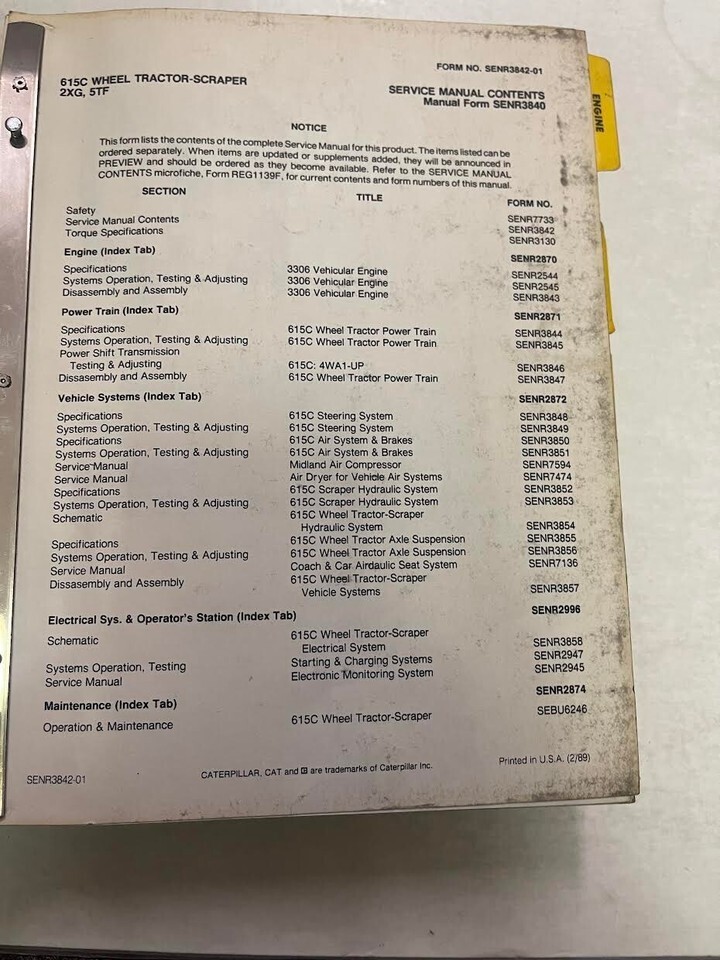 FORM NO. SENR3842-01
615C WHEEL TRACTOR-SCRAPER
2XG, 5TF
SERVICE MANUAL CONTENTS
Manual Form SENR3840
NOTICE
This form lists the contents of the complete Service Manual for this product. The items listed can be
ordered separately. When items are updated or supplements added, they will be announced in
PREVIEW and should be ordered as they become available. Refer to the SERVICE MANUAL
CONTENTS microfiche, Form REG1139F, for current contents and form numbers of this manual.
SECTION TITLE FORM NO.
Safety SENR7733
Service Manual Contents SENR3842
Torque Specifications SENR3130
Engine (Index Tab) SENR2870
Specifications 3306 Vehicular Engine SENR2544
Systems Operation, Testing & Adjusting 3306 Vehicular Engine SENR2545
Disassembly and Assembly 3306 Vehicular Engine SENR3843
Power Train (Index Tab) SENR2871
Specifications 615C Wheel Tractor Power Train SENR3844
Systems Operation, Testing & Adjusting 615C Wheel Tractor Power Train SENR3845
Power Shift Transmission
Testing & Adjusting 615C: 4WA1-UP SENR3846
Dissasembly and Assembly 615C Wheel Tractor Power Train SENR3847
Vehicle Systems (Index Tab) SENR2872
Specifications 615C Steering System SENR3848
Systems Operation, Testing & Adjusting 615C Steering System SENR3849
Specifications 615C Air System & Brakes SENR3850
Systems Operation, Testing & Adjusting 615C Air System & Brakes SENR3851
Service Manual Midland Air Compressor SENR7594
Service Manual Air Dryer for Vehicle Air Systems SENR7474
Specifications 615C Scraper Hydraulic System SENR3852
Systems Operation, Testing & Adjusting 615C Scraper Hydraulic System SENR3853
Schematic 615C Wheel Tractor-Scraper
Hydraulic System SENR3854
Specifications 615C Wheel Tractor Axle Suspension SENR3855
Systems Operation, Testing & Adjusting 615C Wheel Tractor Axle Suspension SENR3856
Service Manual Coach & Car Airdaulic Seat System SENR7136
Dissasembly and Assembly 615C Wheel Tractor-Scraper
Vehicle Systems SENR3857
Electrical Sys. & Operator's Station (Index Tab) SENR2996
Schematic 615C Wheel Tractor-Scraper
Electrical System SENR3858
Systems Operation, Testing Starting & Charging Systems SENR2947
Service Manual Electronic Monitoring System SENR2945
Maintenance (Index Tab) SENR2874
Operation & Maintenance 615C Wheel Tractor-Scraper SEBU6246
SENR3842-01
CATERPILLAR, CAT and C are trademarks of Caterpillar Inc.
Printed in U.S.A. (2/89)
ENGINE